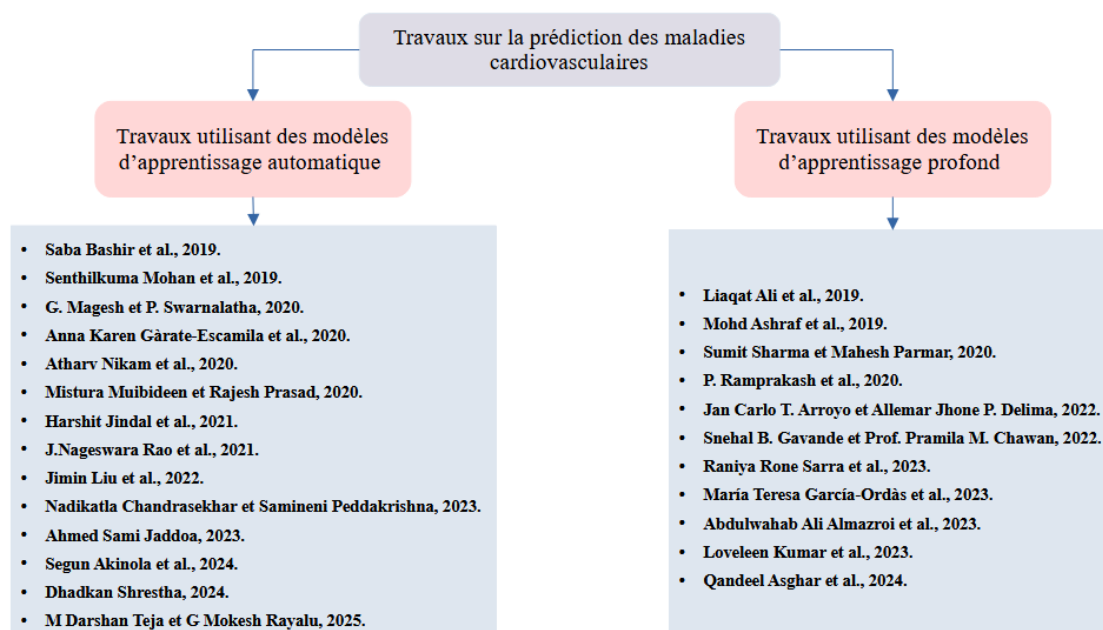 Travaux sur la prédiction des maladies
cardiovasculaires
Travaux utilisant des modèles
d’apprentissage automatique
Travaux utilisant des modèles
d’apprentissage profond
• Saba Bashir et al., 2019.
• Senthilkuma Mohan et al., 2019.
• G. Magesh et P. Swarnalatha, 2020.
• Anna Karen Gàrate-Escamila et al., 2020.
• Atharv Nikam et al., 2020.
• Mistura Muibideen et Rajesh Prasad, 2020.
• Harshit Jindal et al., 2021.
• J.Nageswara Rao et al., 2021.
• Jimin Liu et al., 2022.
• Nadikatla Chandrasekhar et Samineni Peddakrishna, 2023.
• Ahmed Sami Jaddoa, 2023.
• Segun Akinola et al., 2024.
• Dhadkan Shrestha, 2024.
• M Darshan Teja et G Mokesh Rayalu, 2025.
• Liaqat Ali et al., 2019.
• Mohd Ashraf et al., 2019.
• Sumit Sharma et Mahesh Parmar, 2020.
• P. Ramprakash et al., 2020.
• Jan Carlo T. Arroyo et Allemar Jhone P. Delima, 2022.
• Snehal B. Gavande et Prof. Pramila M. Chawan, 2022.
• Raniya Rone Sarra et al., 2023.
• María Teresa García-Ordàs et al., 2023.
• Abdulwahab Ali Almazroi et al., 2023.
• Loveleen Kumar et al., 2023.
• Qandeel Asghar et al., 2024.